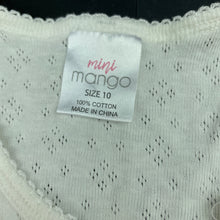 mini
mango
SIZE 10
100% COTTON
MADE IN CHINA